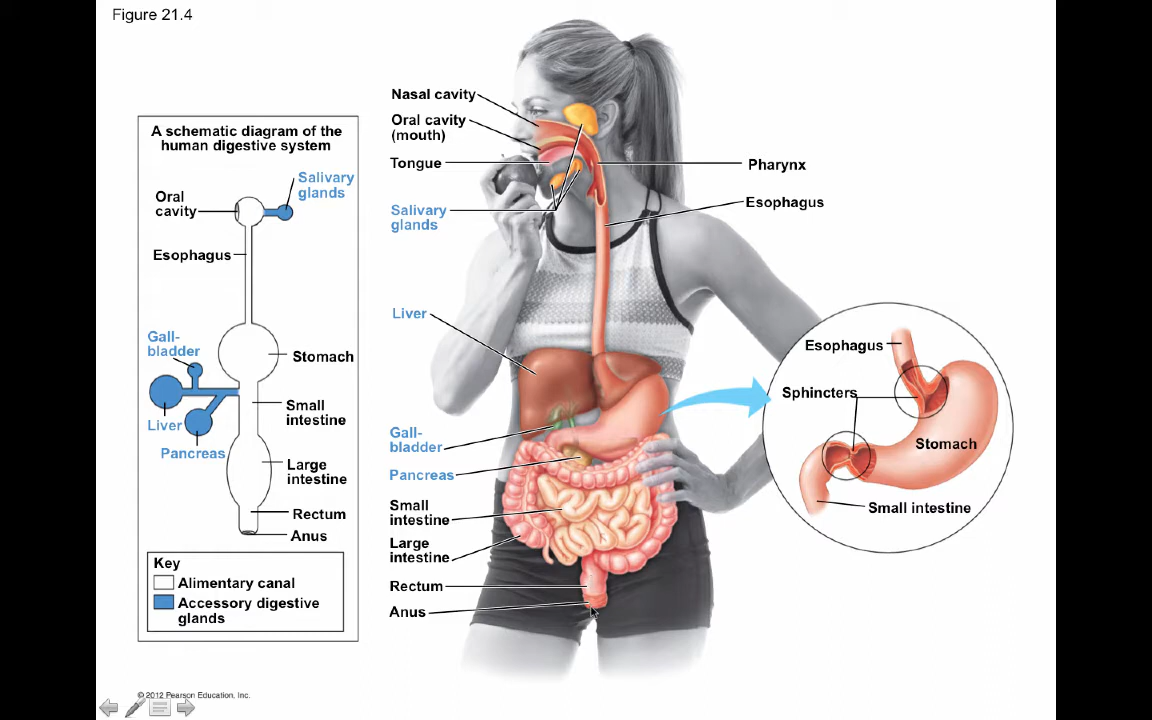 Figure 21.4
A schematic diagram of the
human digestive system
Salivary
glands
Oral
cavity
Esophagus
Gall-
bladder
Stomach
Liver
Small
intestine
Pancreas
Large
intestine
Rectum
Anus
Key
Alimentary canal
Accessory digestive
glands
Nasal cavity
Oral cavity
(mouth)
Tongue
Salivary
glands
Liver
Gall-
bladder
Pancreas
Small
intestine
Large
intestine
Rectum
Anus
Pharynx
Esophagus
Esophagus
Sphincters
Stomach
Small intestine
© 2012 Pearson Education, Inc.